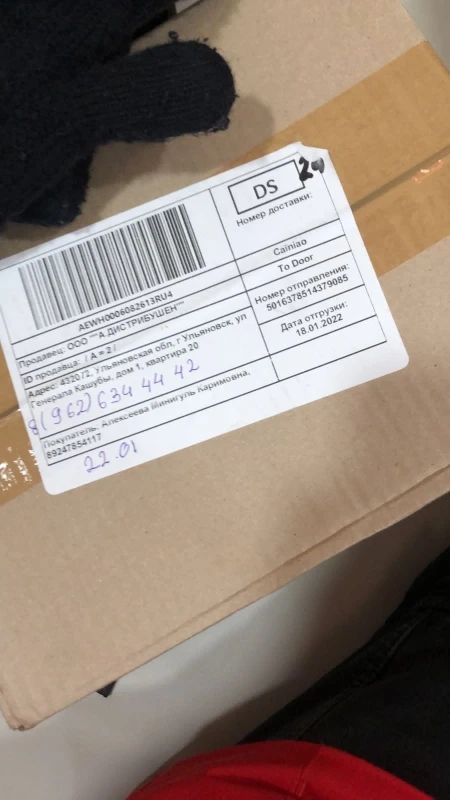 DS
24
Номер доставки:
AEWH0006082613RU4
Cainiao
To Door
Продавец: ООО ""А.ДИСТРИБУШЕН""
ID продавца: / А = 2 /
Номер отправления:
5016378514379085
Адрес: 432072, Ульяновская обл, г Ульяновск, ул
Генерала Кашубы, дом 1, квартира 20
Дата отгрузки:
18.01.2022
8(962)634 44 42
Покупатель: Алексеева Минигуль Каримовна,
89247854117
22.01